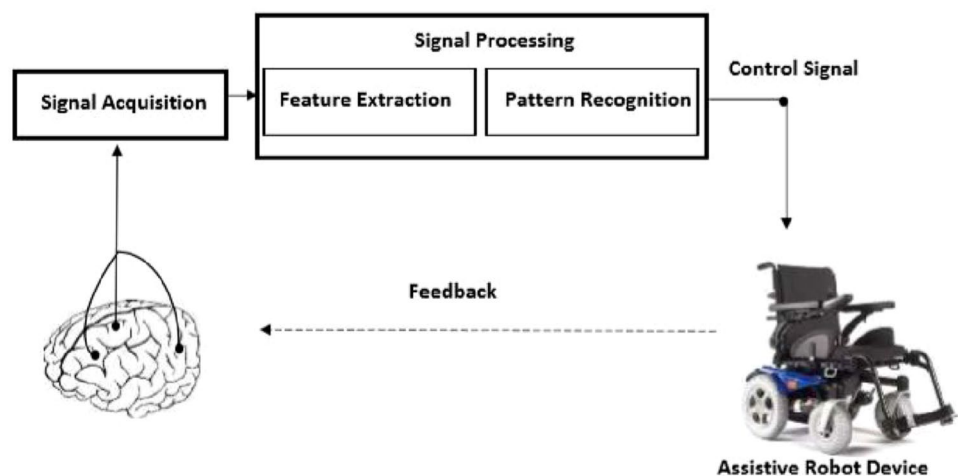 Signal Processing
Control Signal
Signal Acquisition
Feature Extraction
Pattern Recognition
Feedback
Assistive Robot Device